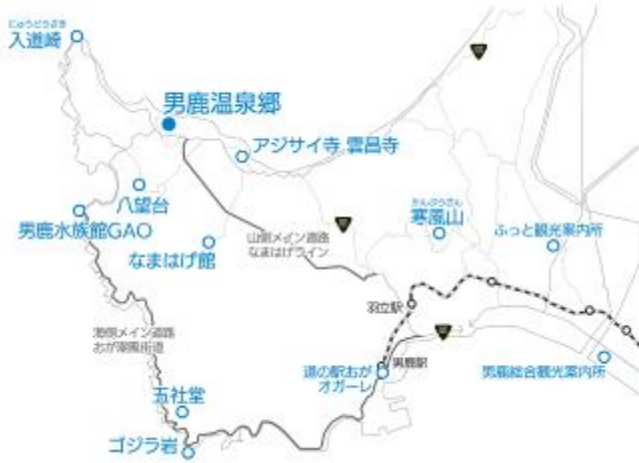 にゅうどうざき
入道崎
男鹿温泉郷
アジサイ寺 雲昌寺
八望台
男鹿水族館GAO
なまはげ館
山側メイン道路
なまはげライン
かんぷうざん
寒風山
ふっと観光案内所
羽立駅
海側メイン道路
おが潮風街道
男鹿駅
道の駅おが
オガーレ
男鹿総合観光案内所
五社堂
ゴジラ岩